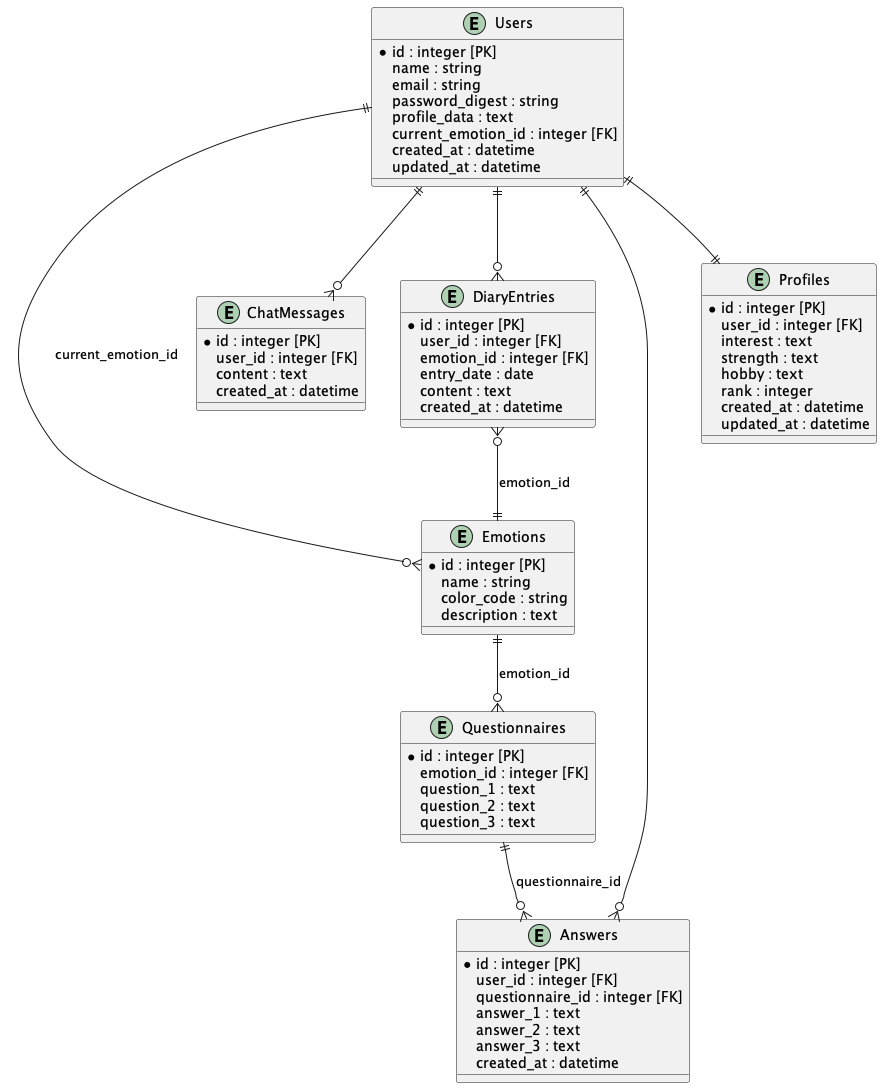 E Users
id : integer [PK]
name : string
email : string
password_digest : string
profile_data : text
current_emotion_id : integer [FK]
created_at : datetime
updated_at : datetime
E ChatMessages
id : integer [PK]
user_id : integer [FK]
content : text
created_at : datetime
E DiaryEntries
id : integer [PK]
user_id : integer [FK]
emotion_id : integer [FK]
entry_date : date
content : text
created_at : datetime
E Profiles
id : integer [PK]
user_id : integer [FK]
interest : text
strength : text
hobby : text
rank : integer
created_at : datetime
updated_at : datetime
current_emotion_id
emotion_id
E Emotions
id : integer [PK]
name : string
color_code : string
description : text
emotion_id
E Questionnaires
id : integer [PK]
emotion_id : integer [FK]
question_1 : text
question_2 : text
question_3 : text
questionnaire_id
E Answers
id : integer [PK]
user_id : integer [FK]
questionnaire_id : integer [FK]
answer_1 : text
answer_2 : text
answer_3 : text
created_at : datetime